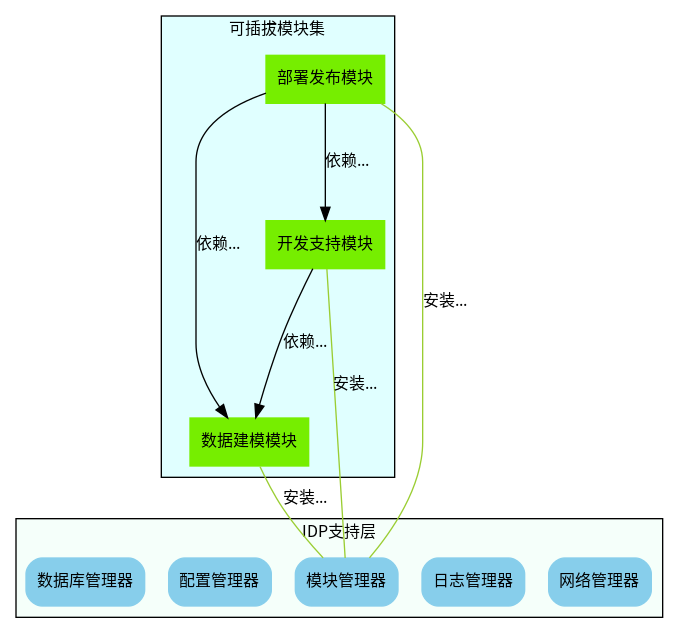 可插拔模块集
部署发布模块
依赖...
开发支持模块
依赖...
安装...
依赖...
安装...
数据建模模块
安装...
IDP支持层
数据库管理器
配置管理器
模块管理器
日志管理器
网络管理器